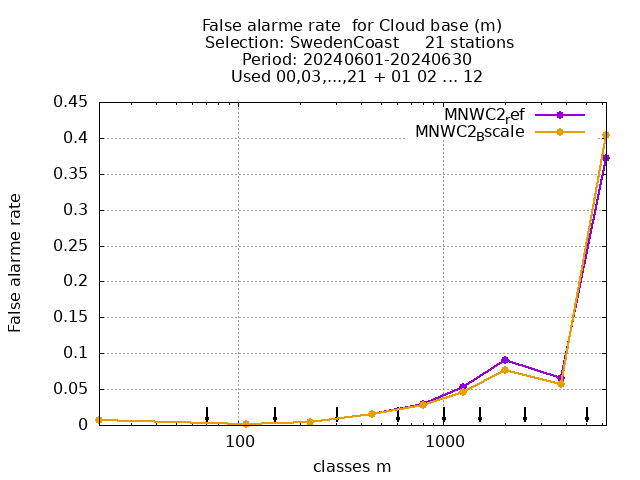 False alarme rate  for Cloud base (m)
Selection: SwedenCoast     21 stations
Period: 20240601-20240630
Used 00,03,...,21 + 01 02 ... 12
MNWC2ref
MNWC2Bscale
0.45
0.4
0.35
0.3
0.25
0.2
0.15
0.1
0.05
0
False alarme rate
100
1000
classes m